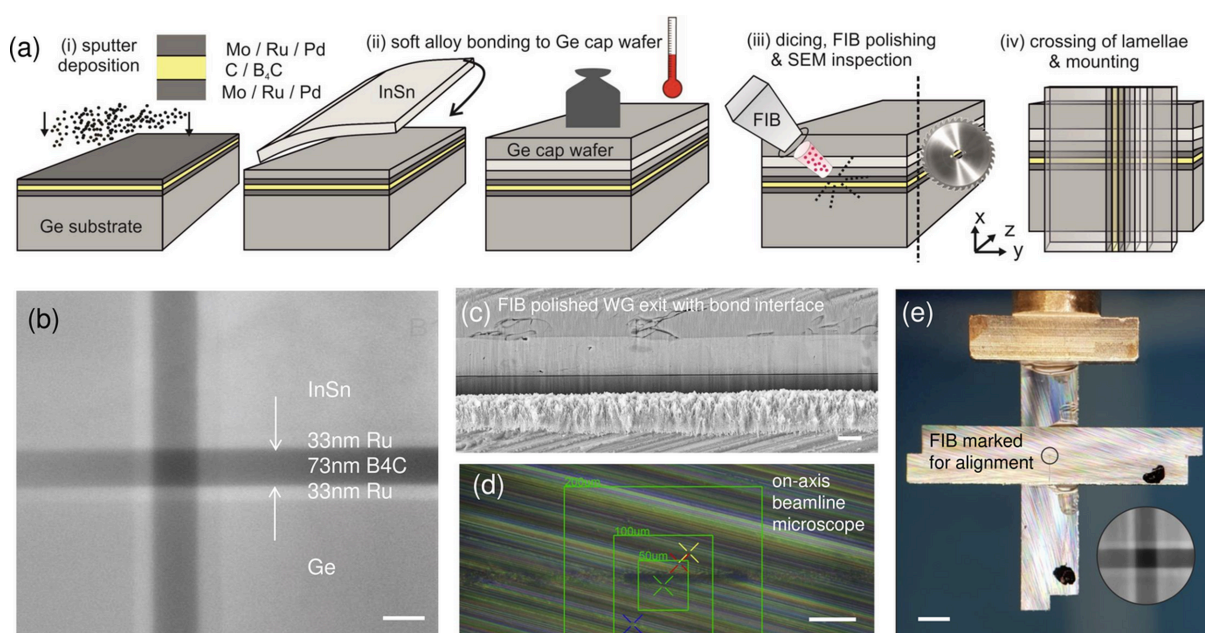 (a)
(i) sputter
deposition
Mo / Ru / Pd
C / B₄C
Mo / Ru / Pd
Ge substrate
(ii) soft alloy bonding to Ge cap wafer
InSn
Ge cap wafer
(iii) dicing, FIB polishing
& SEM inspection
FIB
(iv) crossing of lamellae
& mounting
x
z
y
(b)
InSn
33nm Ru
73nm B4C
33nm Ru
Ge
(c)
FIB polished WG exit with bond interface
(d)
on-axis
beamline
microscope
200um
100um
50um
(e)
FIB marked
for alignment